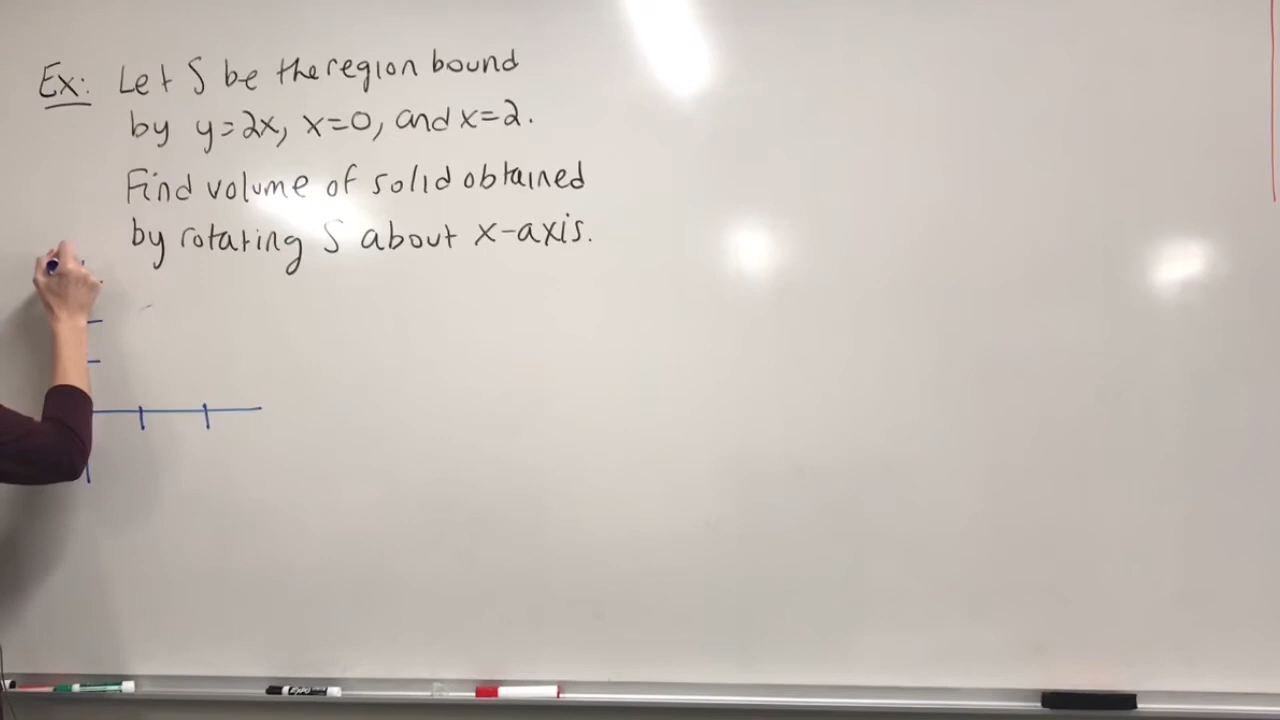 Ex: Let S be the region bound
by y=2x, x=0, and x=2.
Find volume of solid obtained
by rotating S about x-axis.
EXPO